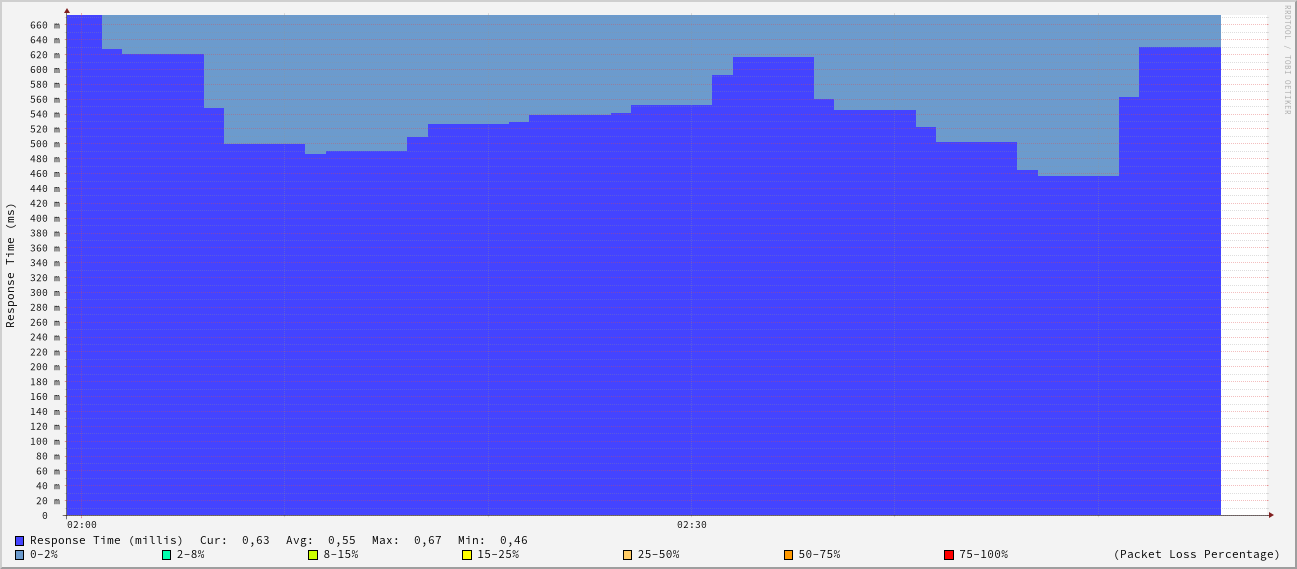 RRDTOOL / TOBI OETIKER
Response Time (ms)
660 m
640 m
620 m
600 m
580 m
560 m
540 m
520 m
500 m
480 m
460 m
440 m
420 m
400 m
380 m
360 m
340 m
320 m
300 m
280 m
260 m
240 m
220 m
200 m
180 m
160 m
140 m
120 m
100 m
80 m
60 m
40 m
20 m
0
02:00 02:30
Response Time (millis) Cur: 0,63 Avg: 0,55 Max: 0,67 Min: 0,46
0-2% 2-8% 8-15% 15-25% 25-50% 50-75% 75-100% (Packet Loss Percentage)